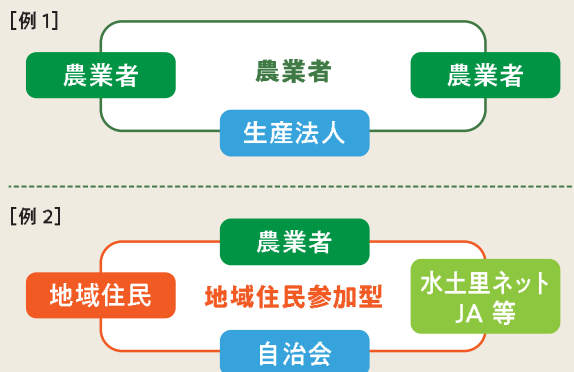 [例1]
農業者
農業者
農業者
生産法人
[例2]
農業者
地域住民
地域住民参加型
水土里ネット
JA 等
自治会